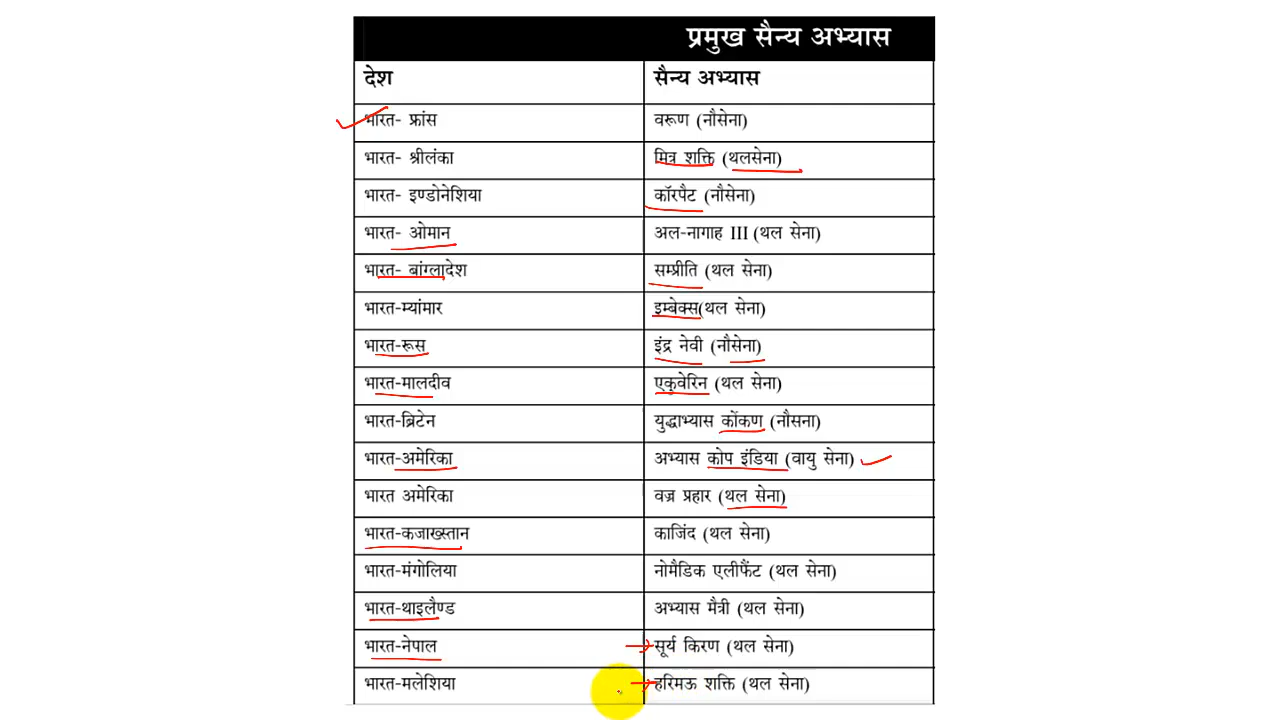 प्रमुख सैन्य अभ्यास
देश सैन्य अभ्यास
भारत- फ्रांस वरूण (नौसेना)
भारत- श्रीलंका मित्र शक्ति (थलसेना)
भारत- इण्डोनेशिया कॉरपैट (नौसेना)
भारत- ओमान अल-नागाह III (थल सेना)
भारत- बांग्लादेश सम्प्रीति (थल सेना)
भारत-म्यांमार इम्बेक्स(थल सेना)
भारत-रूस इंद्र नेवी (नौसेना)
भारत-मालदीव एकुवेरिन (थल सेना)
भारत-ब्रिटेन युद्धाभ्यास कोंकण (नौसना)
भारत-अमेरिका अभ्यास कोप इंडिया (वायु सेना)
भारत अमेरिका वज्र प्रहार (थल सेना)
भारत-कजाख्स्तान काजिंद (थल सेना)
भारत-मंगोलिया नोमैडिक एलीफैंट (थल सेना)
भारत-थाइलैण्ड अभ्यास मैत्री (थल सेना)
भारत-नेपाल सूर्य किरण (थल सेना)
भारत-मलेशिया हरिमऊ शक्ति (थल सेना)